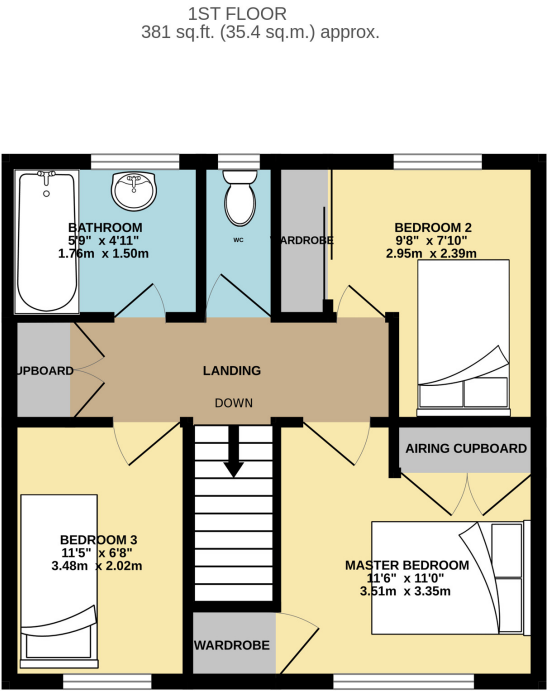 1ST FLOOR
381 sq.ft. (35.4 sq.m.) approx.
BATHROOM
5'9" x 4'11"
1.76m x 1.50m
WC
WARDROBE
BEDROOM 2
9'8" x 7'10"
2.95m x 2.39m
UPBOARD
LANDING
DOWN
AIRING CUPBOARD
BEDROOM 3
11'5" x 6'8"
3.48m x 2.02m
MASTER BEDROOM
11'6" x 11'0"
3.51m x 3.35m
WARDROBE